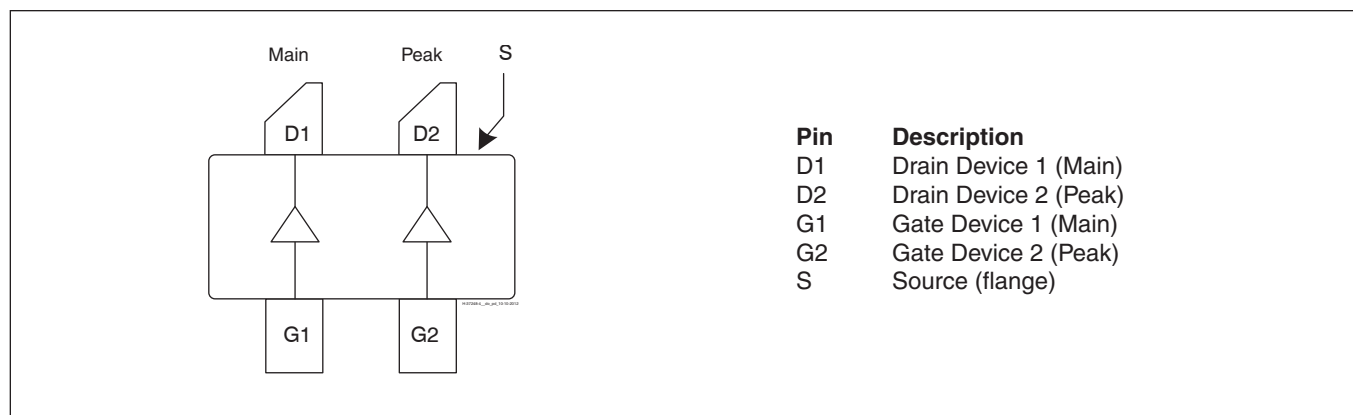 Main Peak S
D1 D2
G1 G2
Pin Description
D1 Drain Device 1 (Main)
D2 Drain Device 2 (Peak)
G1 Gate Device 1 (Main)
G2 Gate Device 2 (Peak)
S Source (flange)